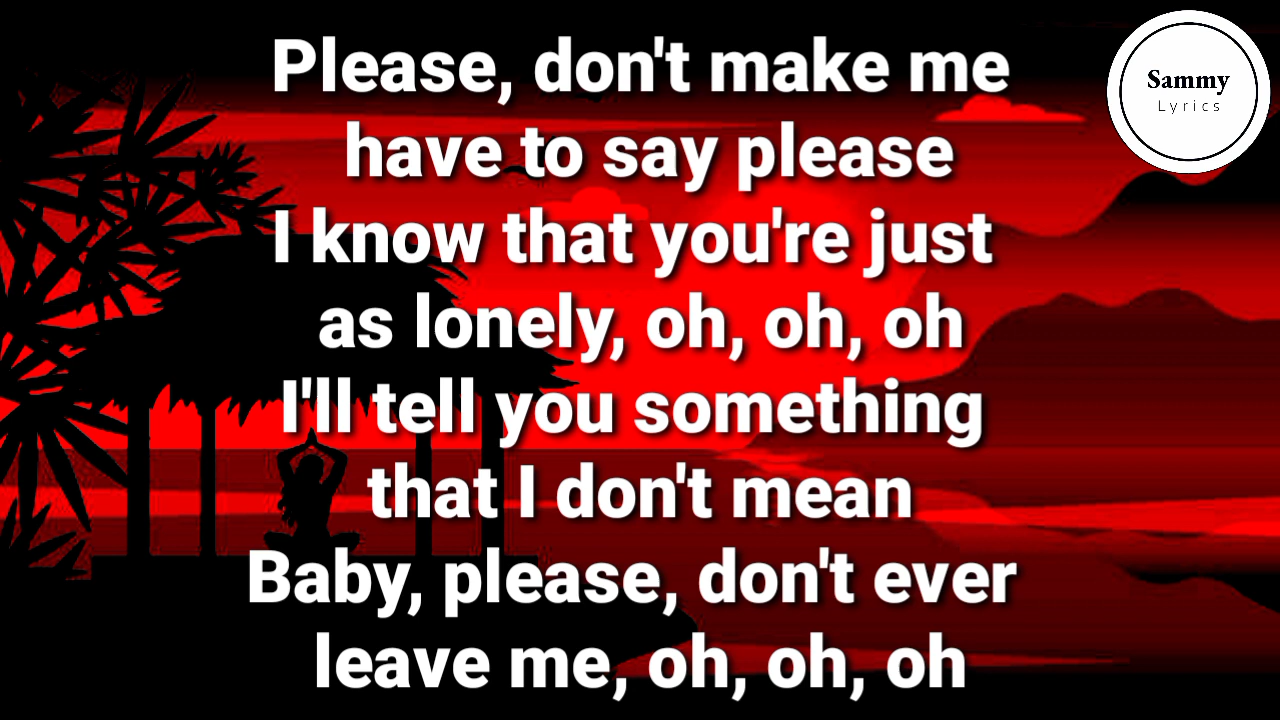 Please, don't make me
have to say please
I know that you're just
as lonely, oh, oh, oh
I'll tell you something
that I don't mean
Baby, please, don't ever
leave me, oh, oh, oh
Sammy
Lyrics